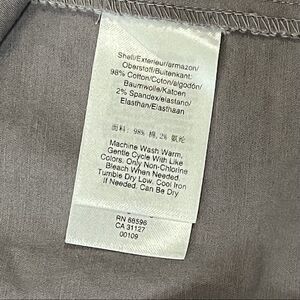 Shell/Exterieur/armazon/
Oberstoff/Buitenkant:
98% Cotton/Coton/algodón/
Baumwolle/Katoen
2% Spandex/elastano/
Elasthan/Elasthaan
面料: 98% 棉, 2% 氨纶
Machine Wash Warm,
Gentle Cycle With Like
Colors. Only Non-Chlorine
Bleach When Needed.
Tumble Dry Low. Cool Iron
If Needed. Can Be Dry
RN 66596
CA 31127
00109